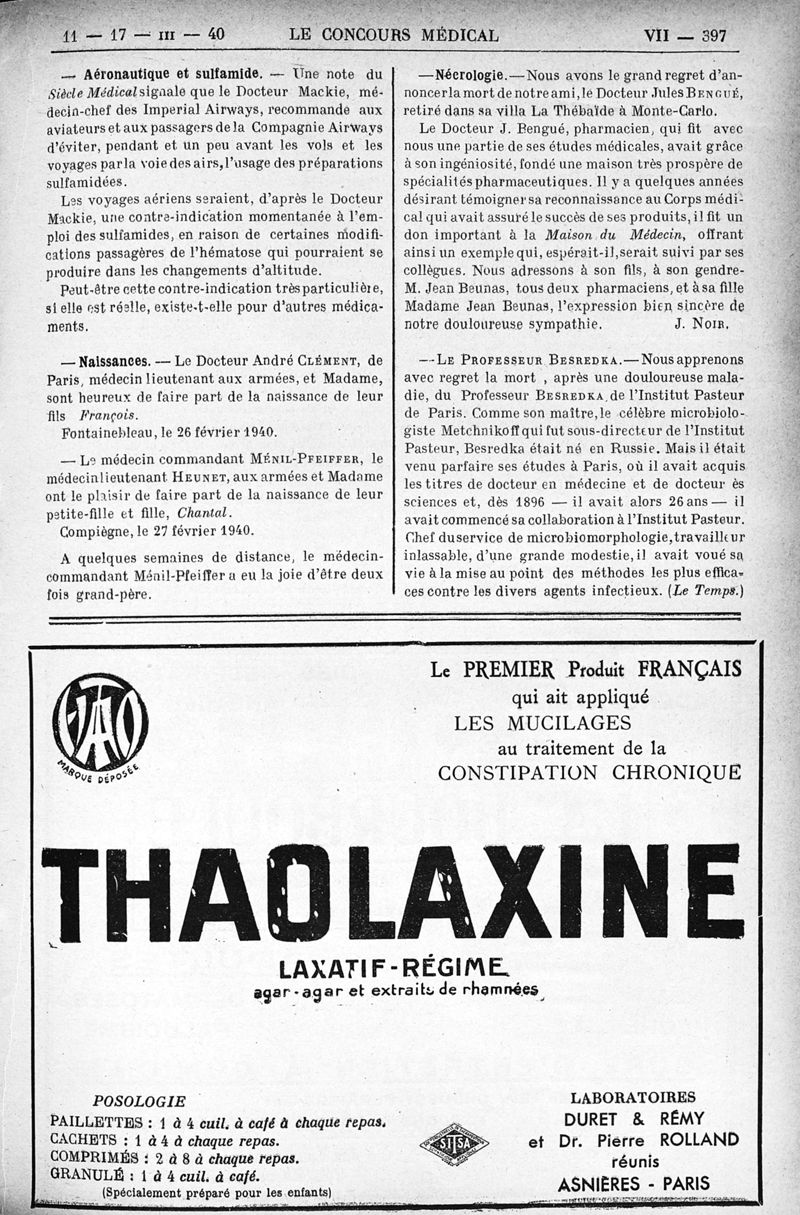 11 — 17 — III — 40 LE CONCOURS MÉDICAL VII — 397
— Aéronautique et sulfamide. — Une note du
Siècle Médical signale que le Docteur Mackie, mé-
decin-chef des Imperial Airways, recommande aux
aviateurs et aux passagers de la Compagnie Airways
d'éviter, pendant et un peu avant les vols et les
voyages par la voie des airs, l'usage des préparations
sulfamidées.
Les voyages aériens seraient, d'après le Docteur
Mackie, une contre-indication momentanée à l'em-
ploi des sulfamides, en raison de certaines modifi-
cations passagères de l'hématose qui pourraient se
produire dans les changements d'altitude.
Peut-être cette contre-indication très particulière,
si elle est réelle, existe-t-elle pour d'autres médica-
ments.
— Naissances. — Le Docteur André CLÉMENT, de
Paris, médecin lieutenant aux armées, et Madame,
sont heureux de faire part de la naissance de leur
fils François.
Fontainebleau, le 26 février 1940.
— Le médecin commandant MÉNIL-PFEIFFER, le
médecin lieutenant HEUNET, aux armées et Madame
ont le plaisir de faire part de la naissance de leur
petite-fille et fille, Chantal.
Compiègne, le 27 février 1940.
A quelques semaines de distance, le médecin-
commandant Ménil-Pfeiffer a eu la joie d'être deux
fois grand-père.
— Nécrologie. — Nous avons le grand regret d'an-
noncer la mort de notre ami, le Docteur Jules BENGUÉ,
retiré dans sa villa La Thébaïde à Monte-Carlo.
Le Docteur J. Bengué, pharmacien, qui fit avec
nous une partie de ses études médicales, avait grâce
à son ingéniosité, fondé une maison très prospère de
spécialités pharmaceutiques. Il y a quelques années
désirant témoigner sa reconnaissance au Corps médi-
cal qui avait assuré le succès de ses produits, il fit un
don important à la Maison du Médecin, offrant
ainsi un exemple qui, espérait-il, serait suivi par ses
collègues. Nous adressons à son fils, à son gendre
M. Jean Beunas, tous deux pharmaciens, et à sa fille
Madame Jean Beunas, l'expression bien sincère de
notre douloureuse sympathie. J. NOIR.
— LE PROFESSEUR BESREDKA. — Nous apprenons
avec regret la mort , après une douloureuse mala-
die, du Professeur BESREDKA, de l'Institut Pasteur
de Paris. Comme son maître, le célèbre microbiolo-
giste Metchnikoff qui fut sous-directeur de l'Institut
Pasteur, Besredka était né en Russie. Mais il était
venu parfaire ses études à Paris, où il avait acquis
les titres de docteur en médecine et de docteur ès
sciences et, dès 1896 — il avait alors 26 ans — il
avait commencé sa collaboration à l'Institut Pasteur.
Chef du service de microbiomorphologie, travailleur
inlassable, d'une grande modestie, il avait voué sa
vie à la mise au point des méthodes les plus effica-
ces contre les divers agents infectieux. (Le Temps.)
MARQUE DÉPOSÉE
Le PREMIER Produit FRANÇAIS
qui ait appliqué
LES MUCILAGES
au traitement de la
CONSTIPATION CHRONIQUE
THAOLAXINE
LAXATIF-RÉGIME
agar-agar et extraits de rhamnées
POSOLOGIE
PAILLETTES : 1 à 4 cuil. à café à chaque repas.
CACHETS : 1 à 4 à chaque repas.
COMPRIMÉS : 2 à 8 à chaque repas.
GRANULÉ : 1 à 4 cuil. à café.
(Spécialement préparé pour les enfants)
SITSA
LABORATOIRES
DURET & RÉMY
et Dr. Pierre ROLLAND
réunis
ASNIÈRES - PARIS